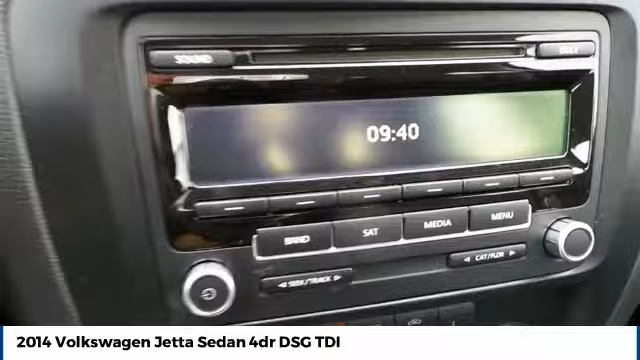 SOUND
09:40
BAND SAT MEDIA MENU
SEEK/TRACK
CAT/FLDR
2014 Volkswagen Jetta Sedan 4dr DSG TDI